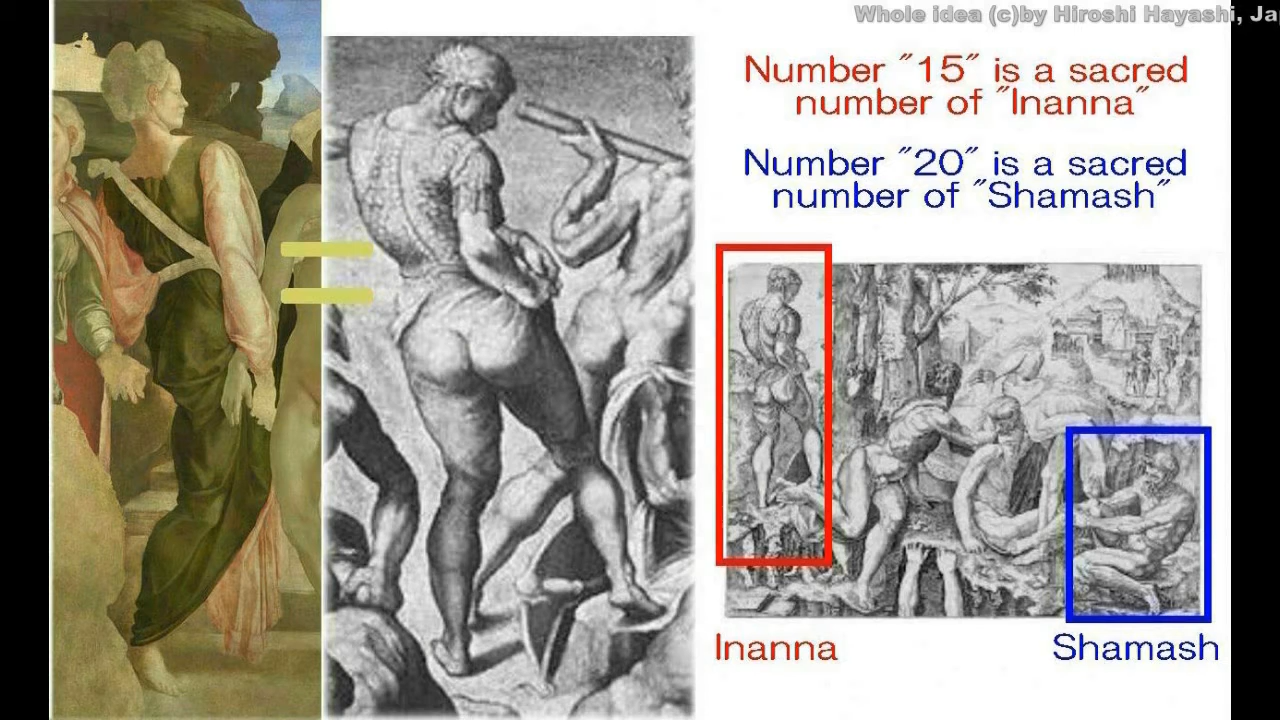 Whole idea (c)by Hiroshi Hayashi, Ja
Number "15" is a sacred
number of "Inanna"
Number "20" is a sacred
number of "Shamash"
Inanna
Shamash